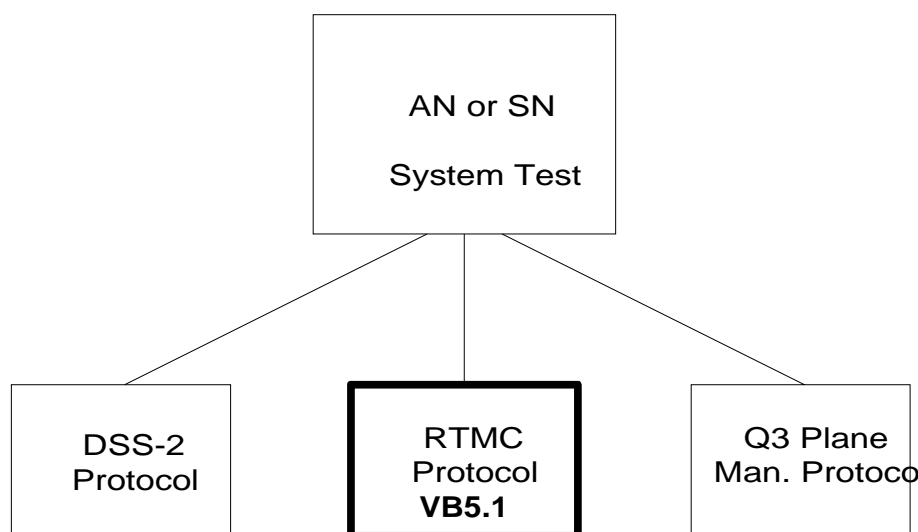 AN or SN
System Test
DSS-2
Protocol
RTMC
Protocol
VB5.1
Q3 Plane
Man. Protoco